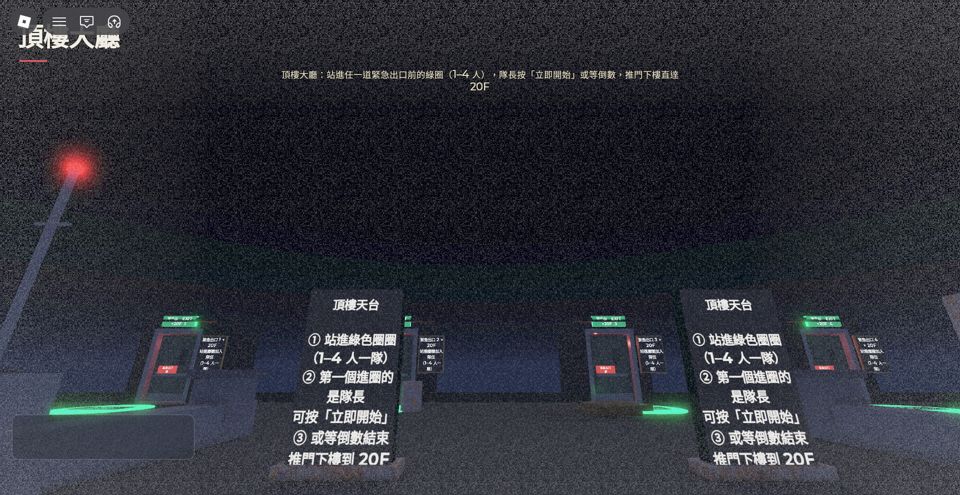 頂樓大廳
頂樓大廳：站進任一道緊急出口前的綠圈（1–4 人），隊長按「立即開始」或等倒數，推門下樓直達
20F
頂樓天台
① 站進綠色圈圈
（1–4 人一隊）
② 第一個進圈的
是隊長
可按「立即開始」
③ 或等倒數結束
推門下樓到 20F
頂樓天台
① 站進綠色圈圈
（1–4 人一隊）
② 第一個進圈的
是隊長
可按「立即開始」
③ 或等倒數結束
推門下樓到 20F